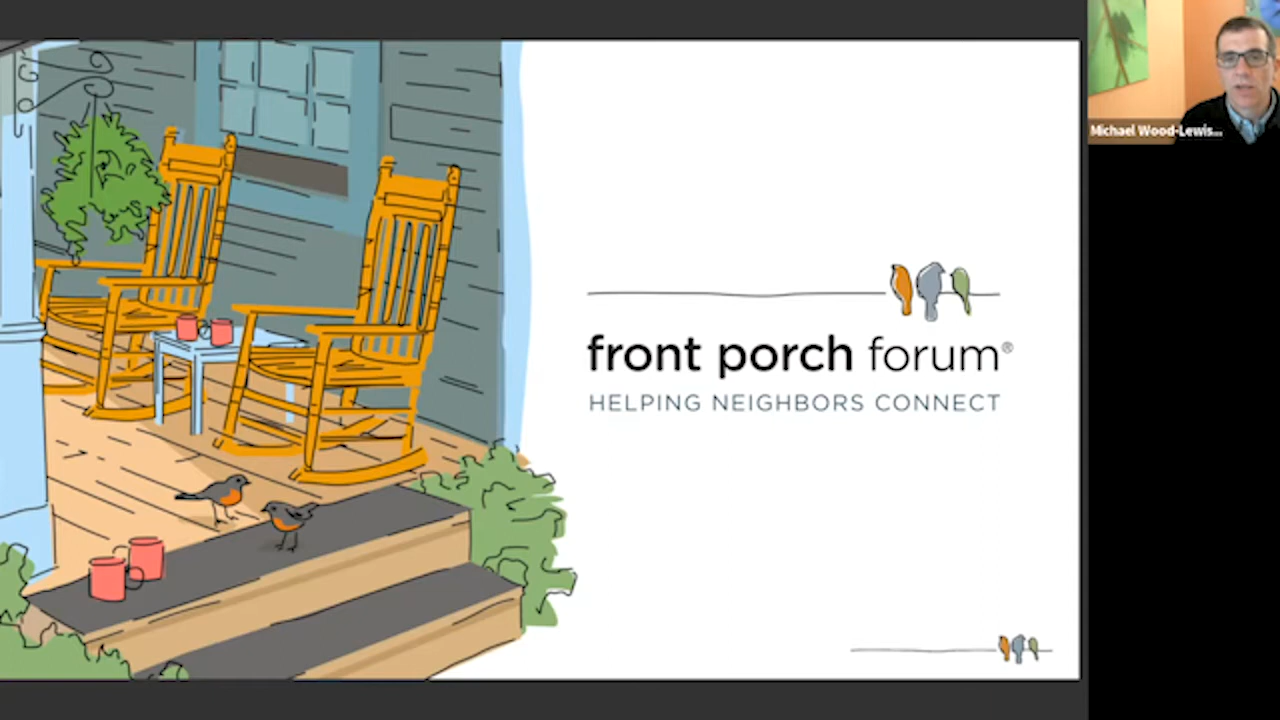 Michael Wood-Lewis...
front porch forum®
HELPING NEIGHBORS CONNECT